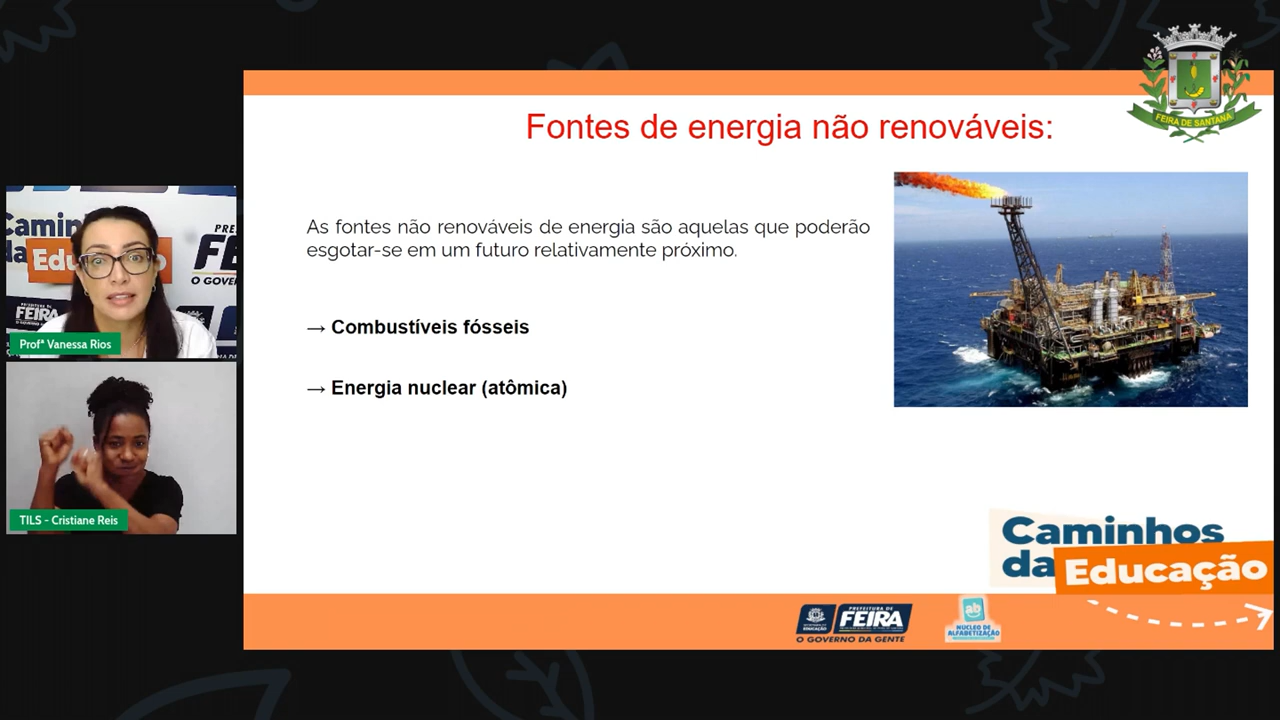 FEIRA DE SANTANA
Fontes de energia não renováveis:
As fontes não renováveis de energia são aquelas que poderão
esgotar-se em um futuro relativamente próximo.
→ Combustíveis fósseis
→ Energia nuclear (atômica)
Profª Vanessa Rios
TILS - Cristiane Reis
Caminhos
da Educação
PREFEITURA DE
FEIRA
EDUCAÇÃO
O GOVERNO DA GENTE
ab
NÚCLEO DE
ALFABETIZAÇÃO